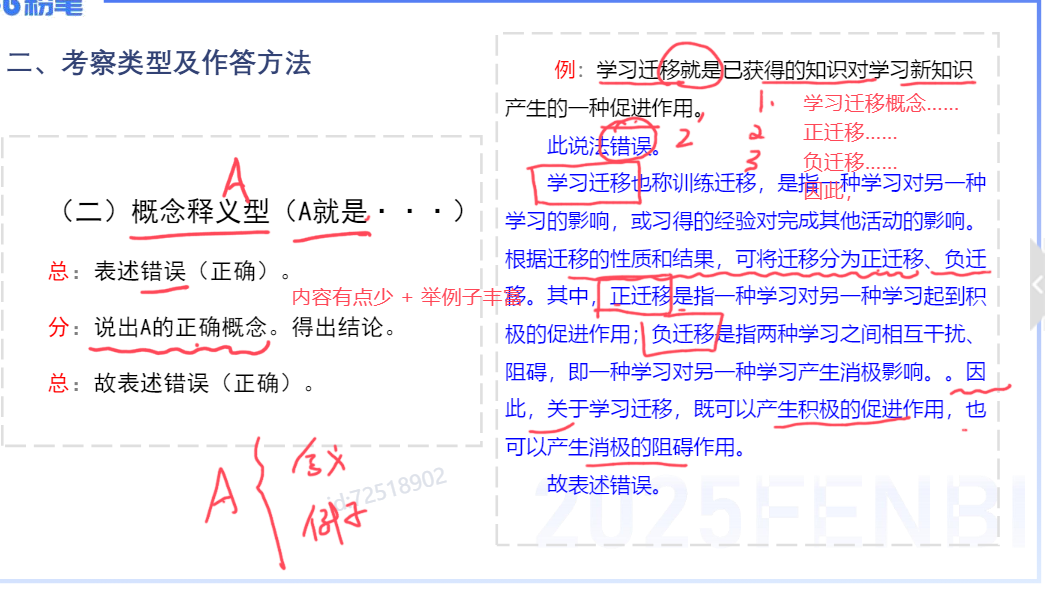 粉笔
二、考察类型及作答方法
A
（二）概念释义型（A就是···）
总：表述错误（正确）。
内容有点少 + 举例子丰富
分：说出A的正确概念。得出结论。
总：故表述错误（正确）。
A
含义
例子
id:72518902
例：学习迁移就是已获得的知识对学习新知识
产生的一种促进作用。
1. 学习迁移概念……
2 正迁移……
3 负迁移……
因此，
此说法错误。
2'
学习迁移也称训练迁移，是指一种学习对另一种
学习的影响，或习得的经验对完成其他活动的影响。
根据迁移的性质和结果，可将迁移分为正迁移、负迁
移。其中，正迁移是指一种学习对另一种学习起到积
极的促进作用；负迁移是指两种学习之间相互干扰、
阻碍，即一种学习对另一种学习产生消极影响。。因
此，关于学习迁移，既可以产生积极的促进作用，也
可以产生消极的阻碍作用。
故表述错误。
2025FENBI